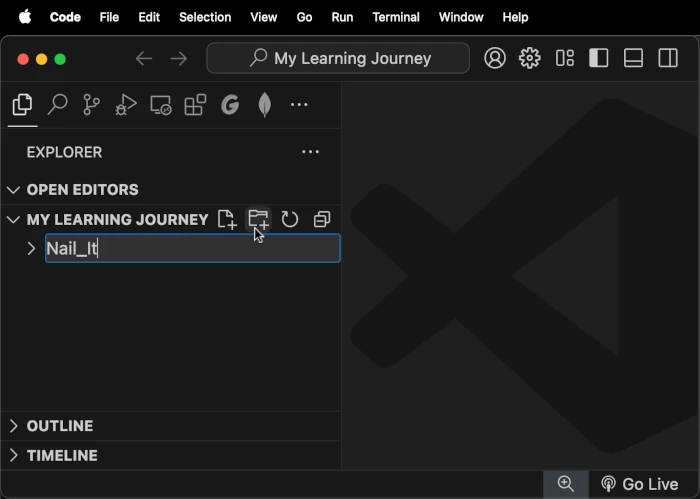 Code File Edit Selection View Go Run Terminal Window Help
My Learning Journey
EXPLORER
OPEN EDITORS
MY LEARNING JOURNEY
Nail_It
OUTLINE
TIMELINE
Go Live